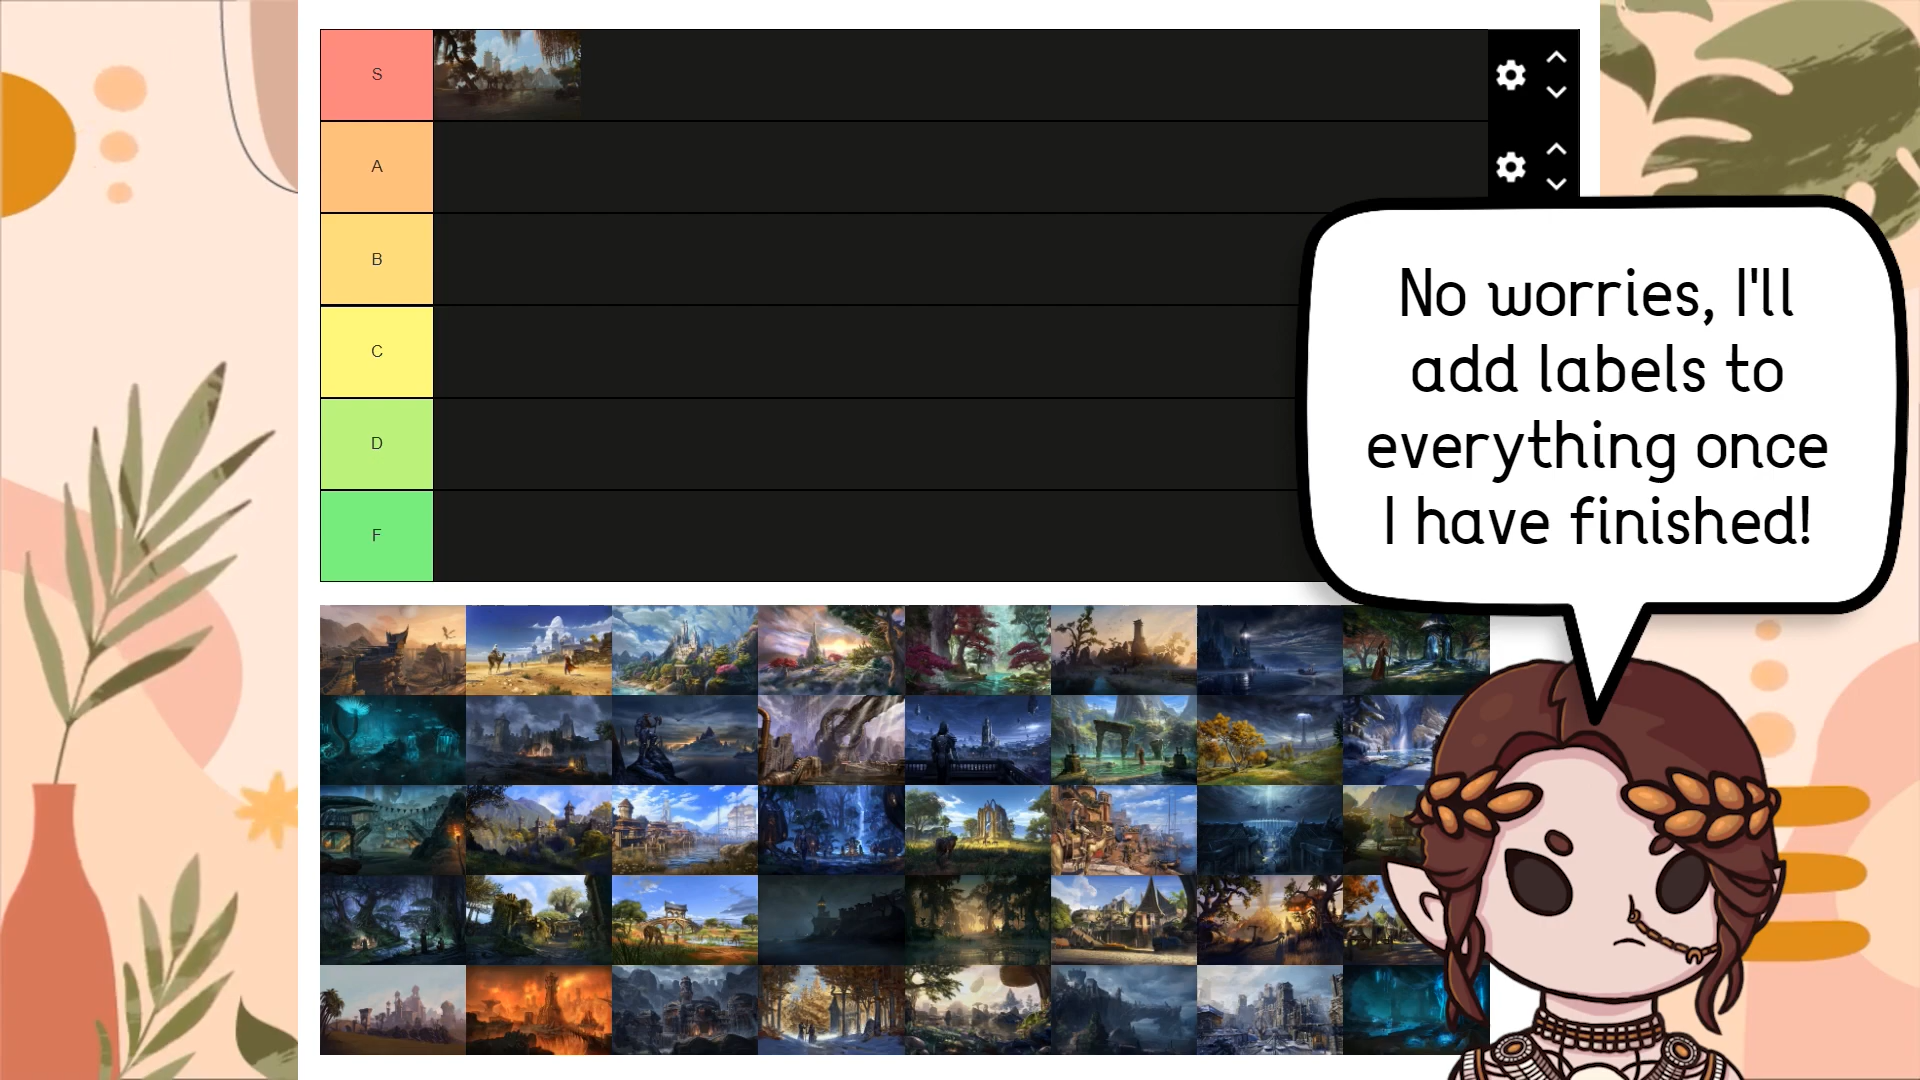 S
A
B
C
D
F
No worries, I'll
add labels to
everything once
I have finished!